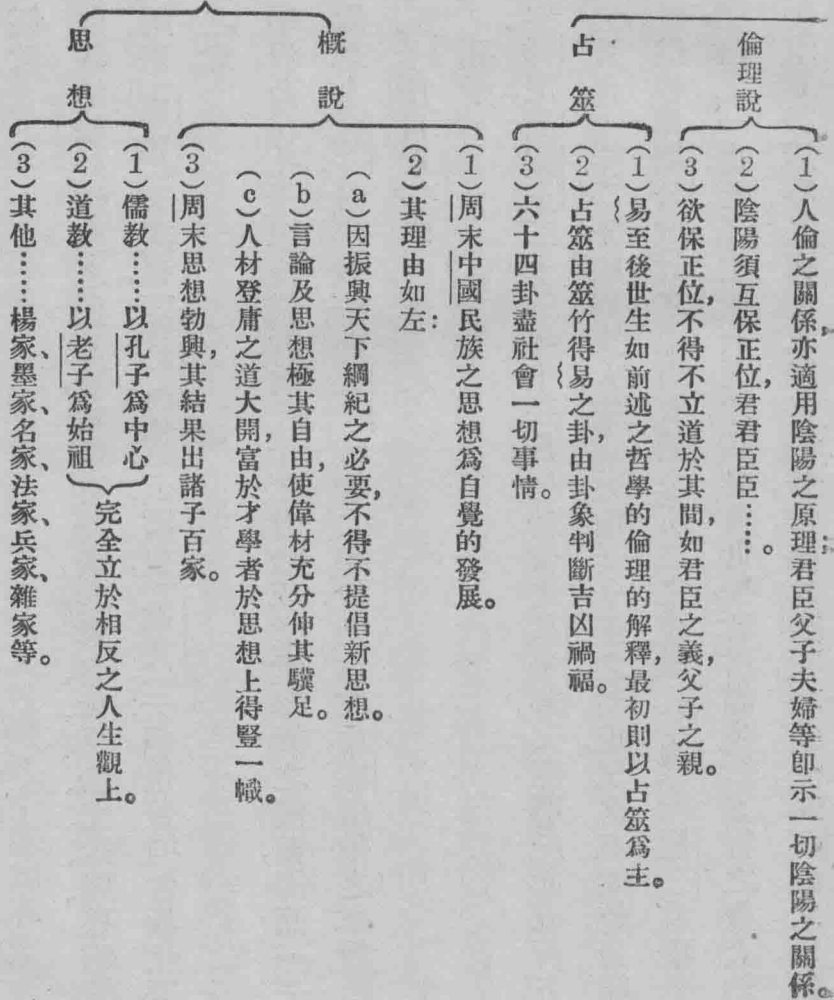 倫理說
（1）人倫之關係，亦適用陰陽之原理；君臣父子夫婦等卽示一切陰陽之關係。
（2）陰陽須互保正位，君君臣臣……。
（3）欲保正位，不得不立道於其間，如君臣之義，父子之親。
占筮
（1）易至後世生如前述之哲學的倫理的解釋，最初則以占筮爲主。
（2）占筮由筮竹得易之卦，由卦象判斷吉凶禍福。
（3）六十四卦盡社會一切事情。
概說
（1）周末中國民族之思想爲自覺的發展。
（2）其理由如左：
（a）因振興天下綱紀之必要，不得不提倡新思想。
（b）言論及思想極其自由，使偉材充分伸其驥足。
（c）人材登庸之道大開，富於才學者於思想上得豎一幟。
（3）周末思想勃興，其結果出諸子百家。
思想
（1）儒敎……以孔子爲中心
（2）道敎……以老子爲始祖
完全立於相反之人生觀上。
（3）其他……楊家、墨家、名家、法家、兵家、雜家等。